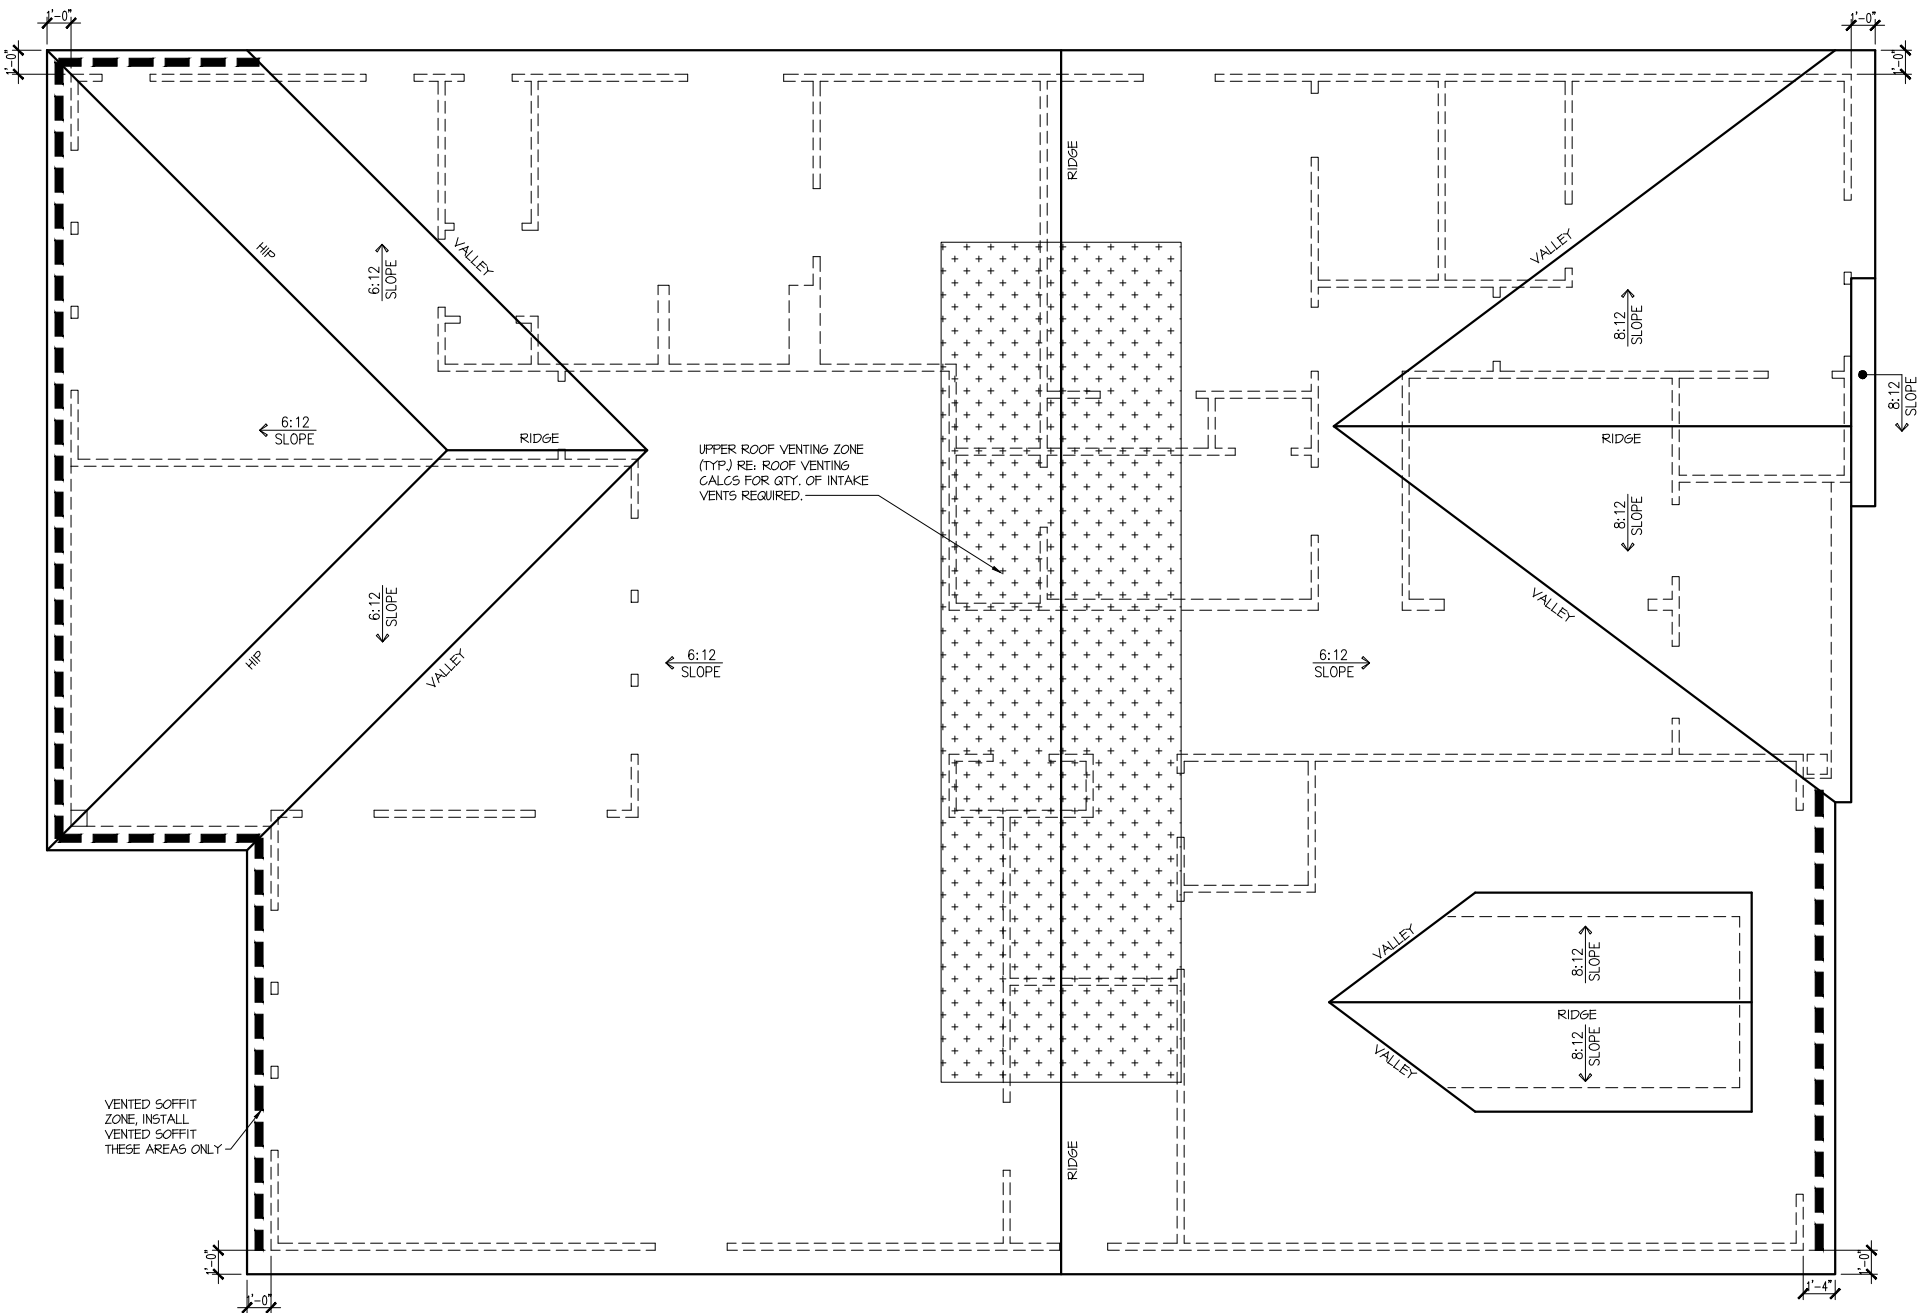 1'-0"
1'-0"
1'-0"
1'-0"
RIDGE
HIP
VALLEY
6:12
SLOPE
VALLEY
8:12
SLOPE
8:12
SLOPE
6:12
SLOPE
RIDGE
RIDGE
UPPER ROOF VENTING ZONE
(TYP.) RE: ROOF VENTING
CALCS FOR QTY. OF INTAKE
VENTS REQUIRED.
8:12
SLOPE
6:12
SLOPE
VALLEY
HIP
VALLEY
6:12
SLOPE
6:12
SLOPE
VALLEY
8:12
SLOPE
RIDGE
8:12
SLOPE
VALLEY
VENTED SOFFIT
ZONE, INSTALL
VENTED SOFFIT
THESE AREAS ONLY
RIDGE
1'-0"
1'-0"
1'-0"
1'-4"